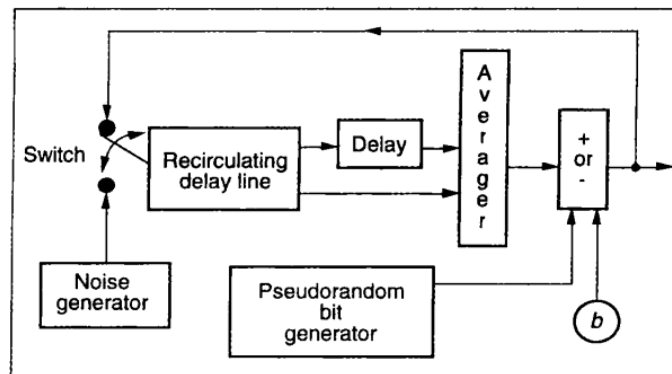 Switch
Recirculating
delay line
Delay
A
v
e
r
a
g
e
r
+
or
-
Noise
generator
Pseudorandom
bit
generator
b